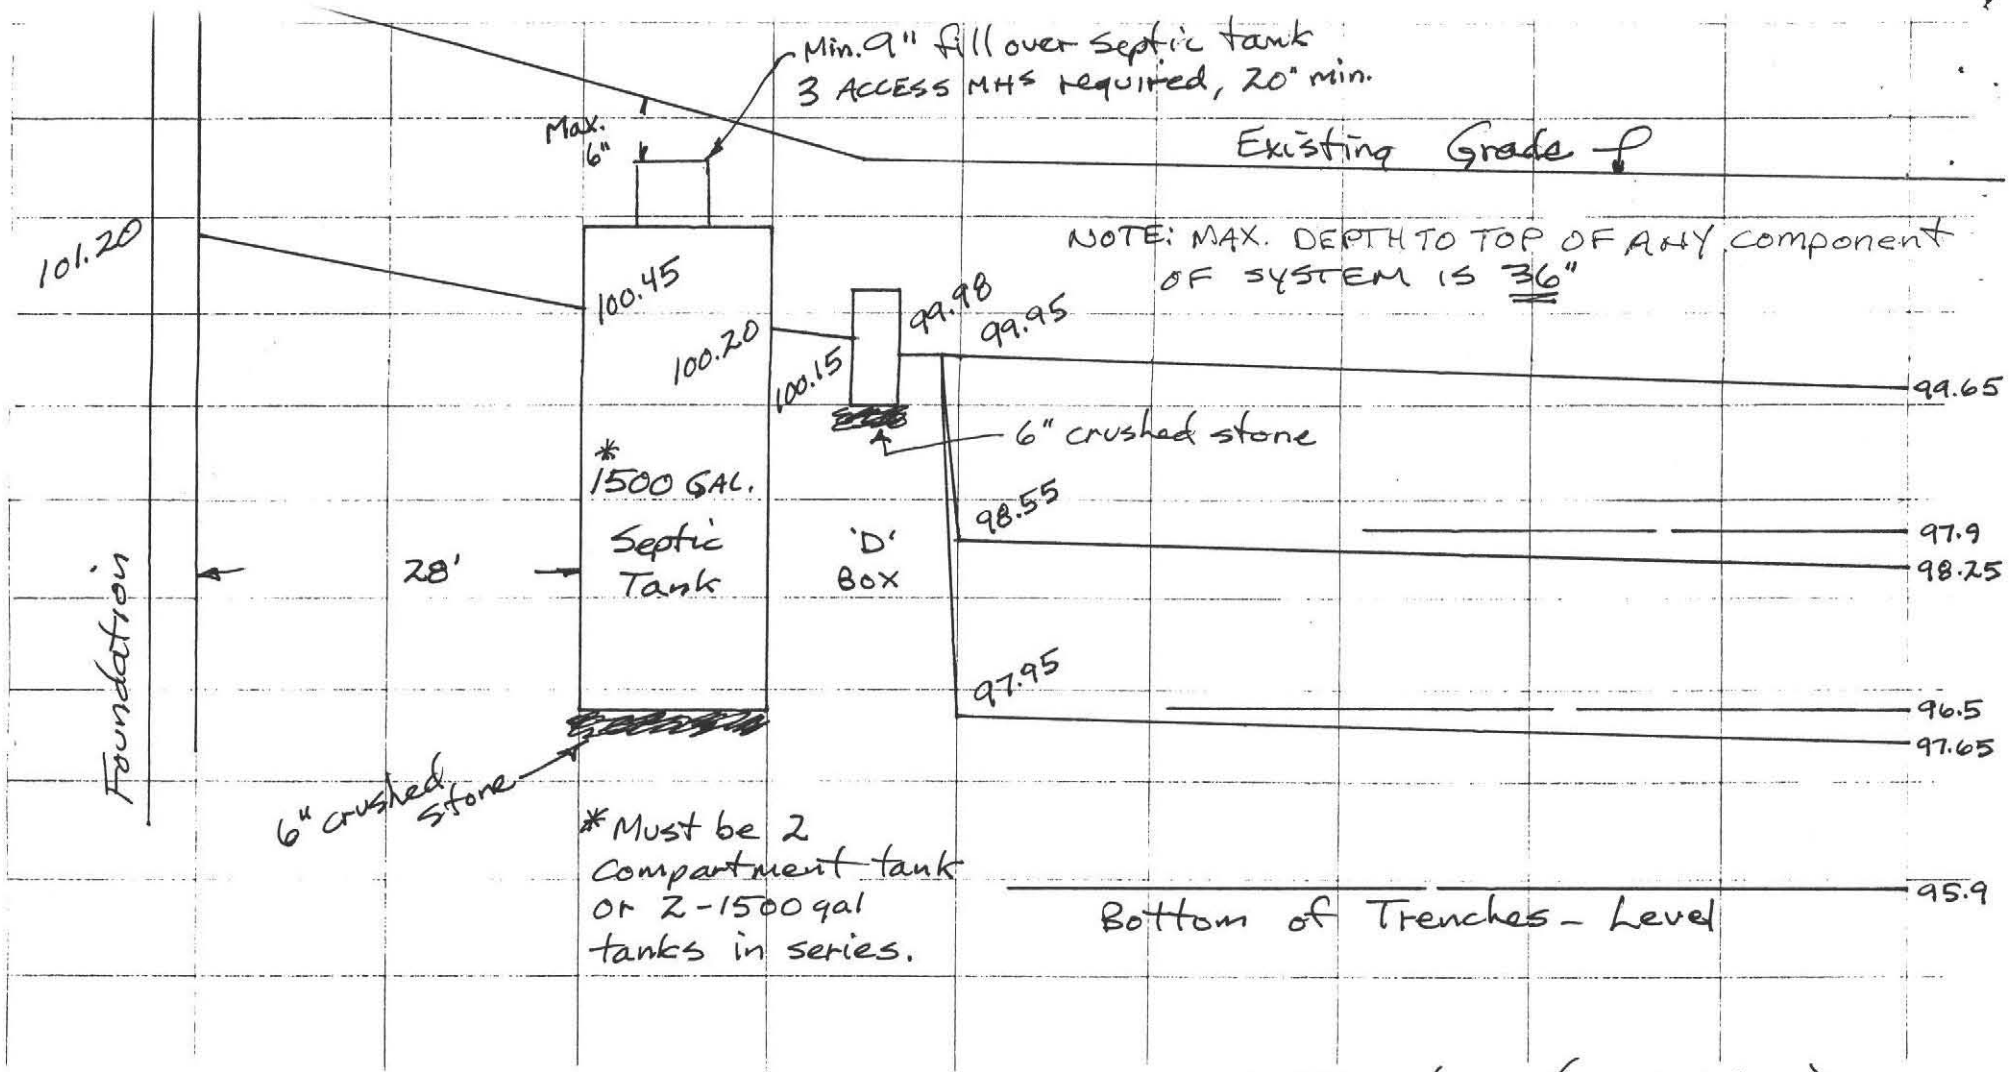 Min. 9" fill over septic tank
3 ACCESS MHS required, 20" min.
Max.
6"
Existing Grade
NOTE: MAX. DEPTH TO TOP OF ANY component
OF SYSTEM IS 36"
101.20
100.45
100.20
100.15
99.98
99.95
99.65
6" crushed stone
*
1500 GAL.
Septic
Tank
'D'
Box
28'
Foundation
98.55
97.9
98.25
97.95
96.5
97.65
6" crushed
stone
* Must be 2
compartment tank
or 2-1500 gal
tanks in series.
95.9
Bottom of Trenches - Level